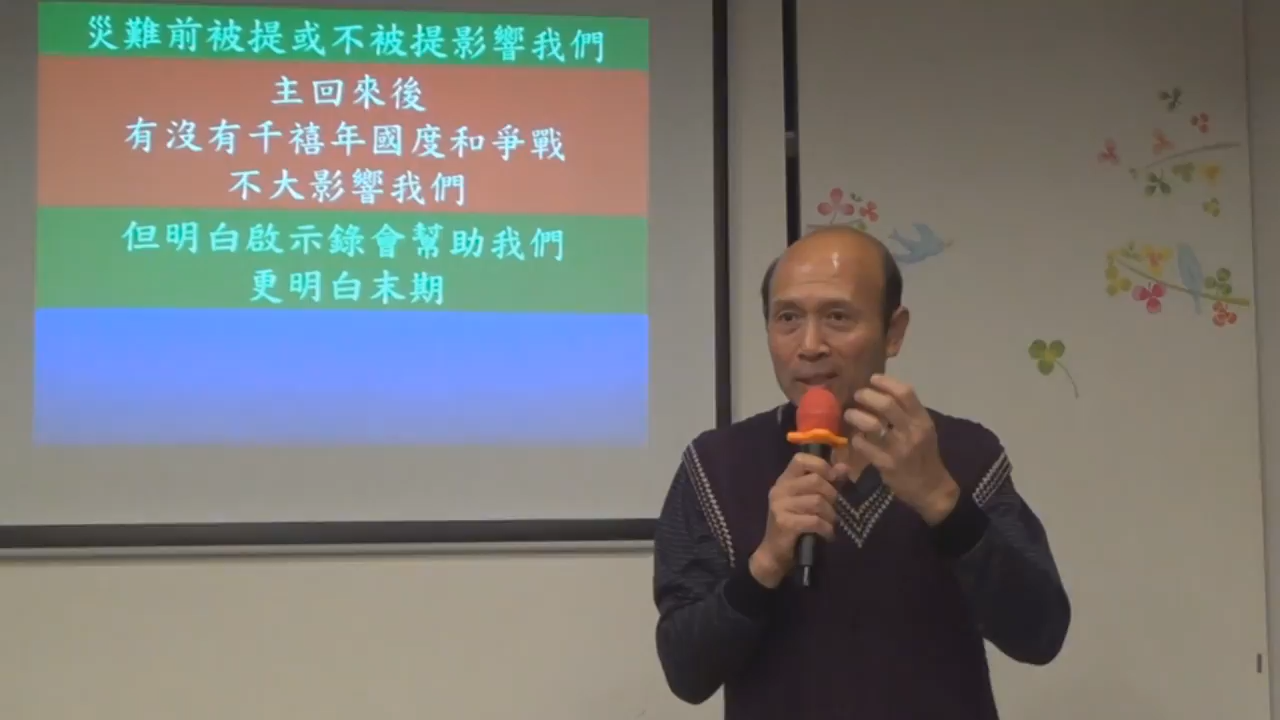 災難前被提或不被提影響我們
主回來後
有沒有千禧年國度和爭戰
不大影響我們
但明白啟示錄會幫助我們
更明白末期